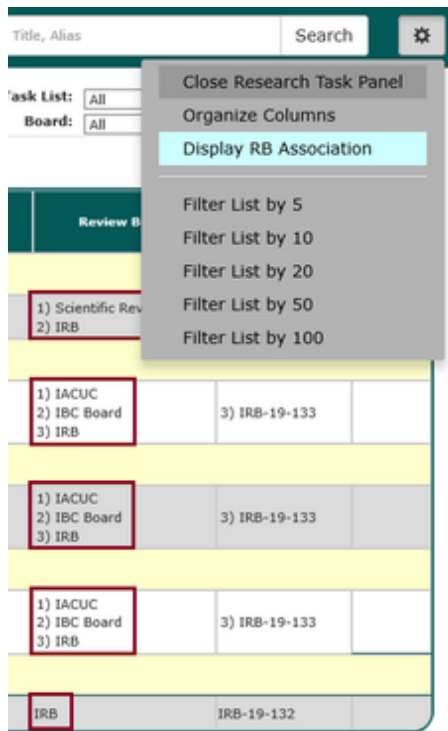 Title, Alias
Search
Close Research Task Panel
Organize Columns
Display RB Association
Filter List by 5
Filter List by 10
Filter List by 20
Filter List by 50
Filter List by 100
ask List: All
Board: All
Review B
1) Scientific Rev
2) IRB
1) IACUC
2) IBC Board
3) IRB
3) IRB-19-133
1) IACUC
2) IBC Board
3) IRB
3) IRB-19-133
1) IACUC
2) IBC Board
3) IRB
3) IRB-19-133
IRB
IRB-19-132